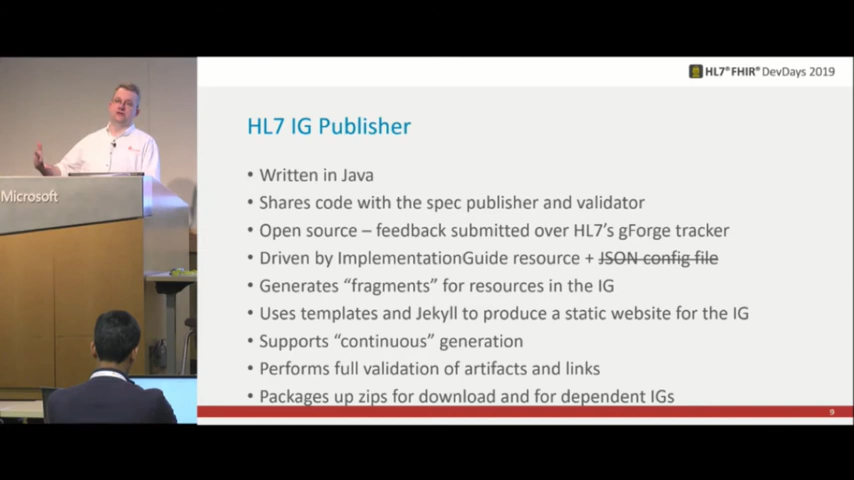 HL7® FHIR® DevDays 2019
HL7 IG Publisher
• Written in Java
• Shares code with the spec publisher and validator
• Open source – feedback submitted over HL7’s gForge tracker
• Driven by ImplementationGuide resource + JSON config file
• Generates “fragments” for resources in the IG
• Uses templates and Jekyll to produce a static website for the IG
• Supports “continuous” generation
• Performs full validation of artifacts and links
• Packages up zips for download and for dependent IGs
9
Microsoft